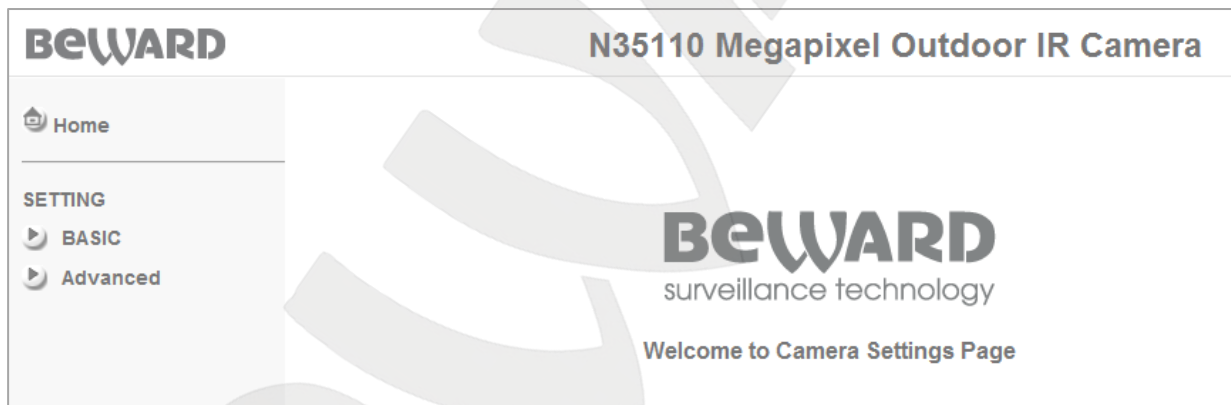 BEWARD
N35110 Megapixel Outdoor IR Camera
Home
SETTING
BASIC
Advanced
BEWARD
surveillance technology
Welcome to Camera Settings Page